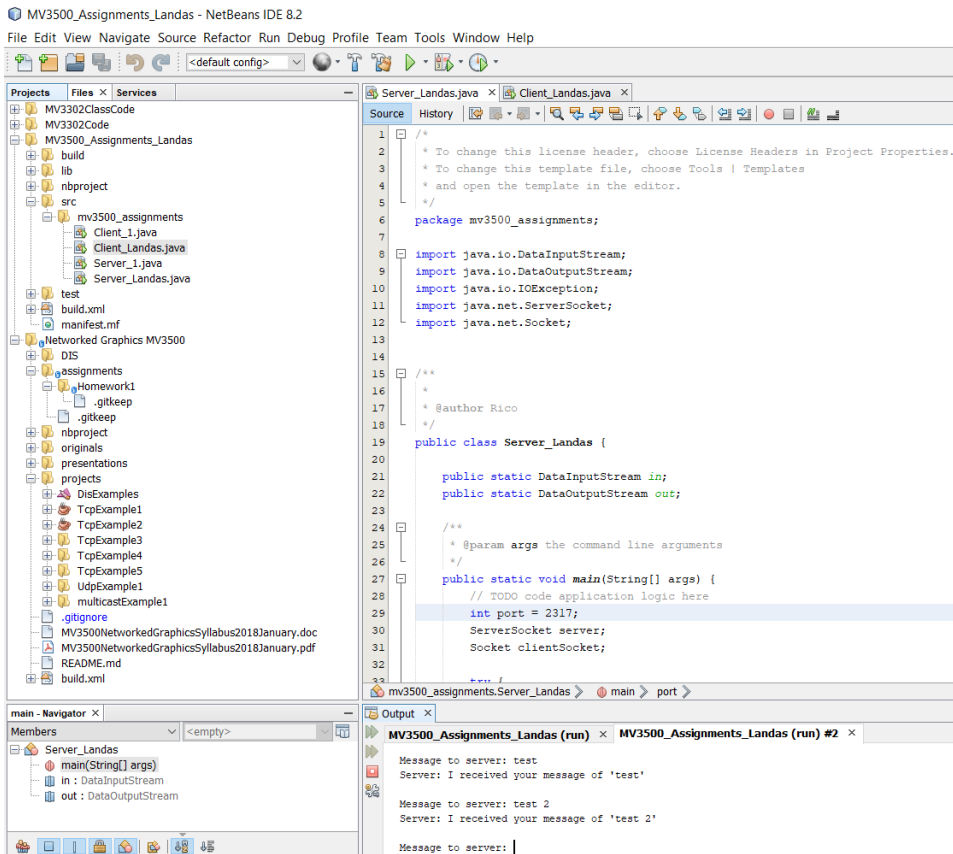 MV3500_Assignments_Landas - NetBeans IDE 8.2
File Edit View Navigate Source Refactor Run Debug Profile Team Tools Window Help
<default config>
Projects Files × Services
MV3302ClassCode
MV3302Code
MV3500_Assignments_Landas
build
lib
nbproject
src
mv3500_assignments
Client_1.java
Client_Landas.java
Server_1.java
Server_Landas.java
test
build.xml
manifest.mf
Networked Graphics MV3500
DIS
assignments
Homework1
.gitkeep
.gitkeep
nbproject
originals
presentations
projects
DisExamples
TcpExample1
TcpExample2
TcpExample3
TcpExample4
TcpExample5
UdpExample1
multicastExample1
.gitignore
MV3500NetworkedGraphicsSyllabus2018January.doc
MV3500NetworkedGraphicsSyllabus2018January.pdf
README.md
build.xml
main - Navigator ×
Members <empty>
Server_Landas
main(String[] args)
in : DataInputStream
out : DataOutputStream
Server_Landas.java × Client_Landas.java ×
Source History
1 /*
2 * To change this license header, choose License Headers in Project Properties.
3 * To change this template file, choose Tools | Templates
4 * and open the template in the editor.
5 */
6 package mv3500_assignments;
7
8 import java.io.DataInputStream;
9 import java.io.DataOutputStream;
10 import java.io.IOException;
11 import java.net.ServerSocket;
12 import java.net.Socket;
13
14
15 /**
16 *
17 * @author Rico
18 */
19 public class Server_Landas {
20
21 public static DataInputStream in;
22 public static DataOutputStream out;
23
24 /**
25 * @param args the command line arguments
26 */
27 public static void main(String[] args) {
28 // TODO code application logic here
29 int port = 2317;
30 ServerSocket server;
31 Socket clientSocket;
32
33 try {
mv3500_assignments.Server_Landas main port
Output ×
MV3500_Assignments_Landas (run) × MV3500_Assignments_Landas (run) #2 ×
Message to server: test
Server: I received your message of 'test'
Message to server: test 2
Server: I received your message of 'test 2'
Message to server: